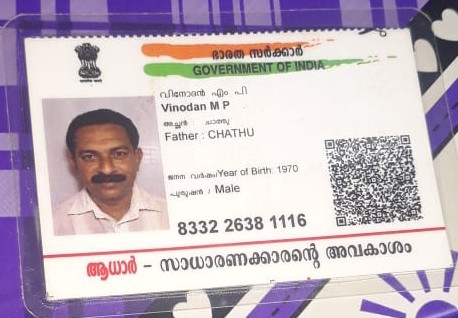 ഭാരത സർക്കാർ
GOVERNMENT OF INDIA
വിനോദൻ എം പി
Vinodan M P
അച്ഛൻ : ചാത്തു
Father : CHATHU
ജനന വർഷം/Year of Birth: 1970
പുരുഷൻ / Male
8332 2638 1116
ആധാർ – സാധാരണക്കാരന്റെ അവകാശം